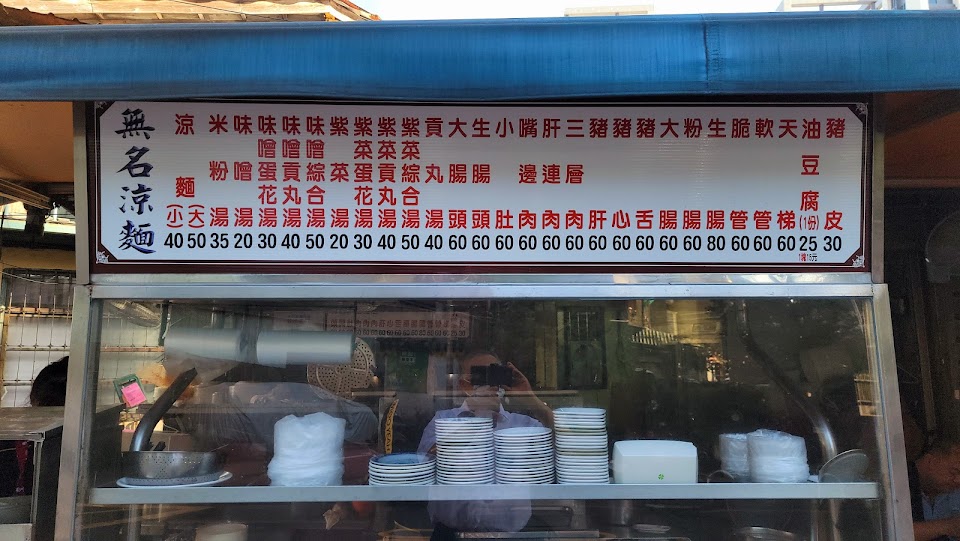 無名涼麵
涼麵(小) 40
(大) 50
米粉湯 35
味噌湯 20
味噌蛋花湯 30
味噌貢丸湯 40
味噌綜合湯 50
紫菜湯 20
紫菜蛋花湯 30
紫菜貢丸湯 40
紫菜綜合湯 50
貢丸湯 40
大腸頭 60
生腸頭 60
小肚 60
嘴邊肉 60
肝連肉 60
三層肉 60
豬肝 60
豬心 60
豬舌 60
大腸 60
粉腸 60
生腸 80
脆管 60
軟管 60
天梯 60
油豆腐(1份) 25
豬皮 30